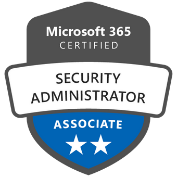 Microsoft 365
CERTIFIED
SECURITY
ADMINISTRATOR
ASSOCIATE